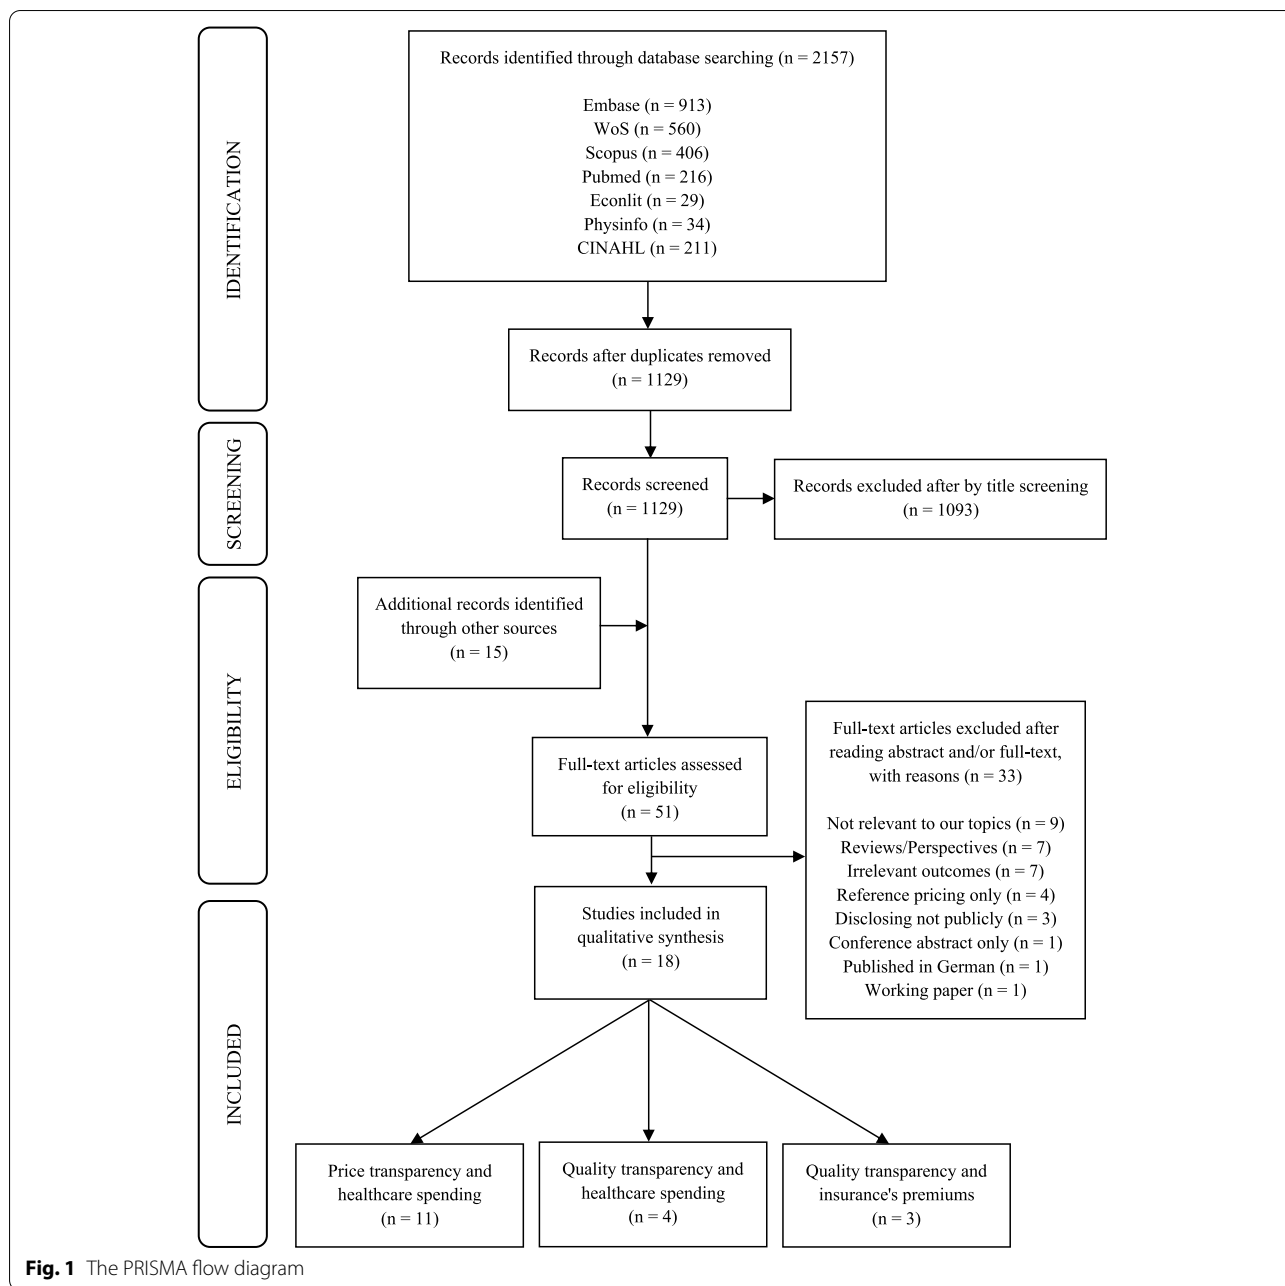 IDENTIFICATION
Records identified through database searching (n = 2157)
Embase (n = 913)
WoS (n = 560)
Scopus (n = 406)
Pubmed (n = 216)
Econlit (n = 29)
Physinfo (n = 34)
CINAHL (n = 211)
Records after duplicates removed
(n = 1129)
SCREENING
Records screened
(n = 1129)
Records excluded after by title screening
(n = 1093)
ELIGIBILITY
Additional records identified
through other sources
(n = 15)
Full-text articles assessed
for eligibility
(n = 51)
Full-text articles excluded after
reading abstract and/or full-text,
with reasons (n = 33)
Not relevant to our topics (n = 9)
Reviews/Perspectives (n = 7)
Irrelevant outcomes (n = 7)
Reference pricing only (n = 4)
Disclosing not publicly (n = 3)
Conference abstract only (n = 1)
Published in German (n = 1)
Working paper (n = 1)
INCLUDED
Studies included in
qualitative synthesis
(n = 18)
Price transparency and
healthcare spending
(n = 11)
Quality transparency and
healthcare spending
(n = 4)
Quality transparency and
insurance's premiums
(n = 3)
Fig. 1 The PRISMA flow diagram